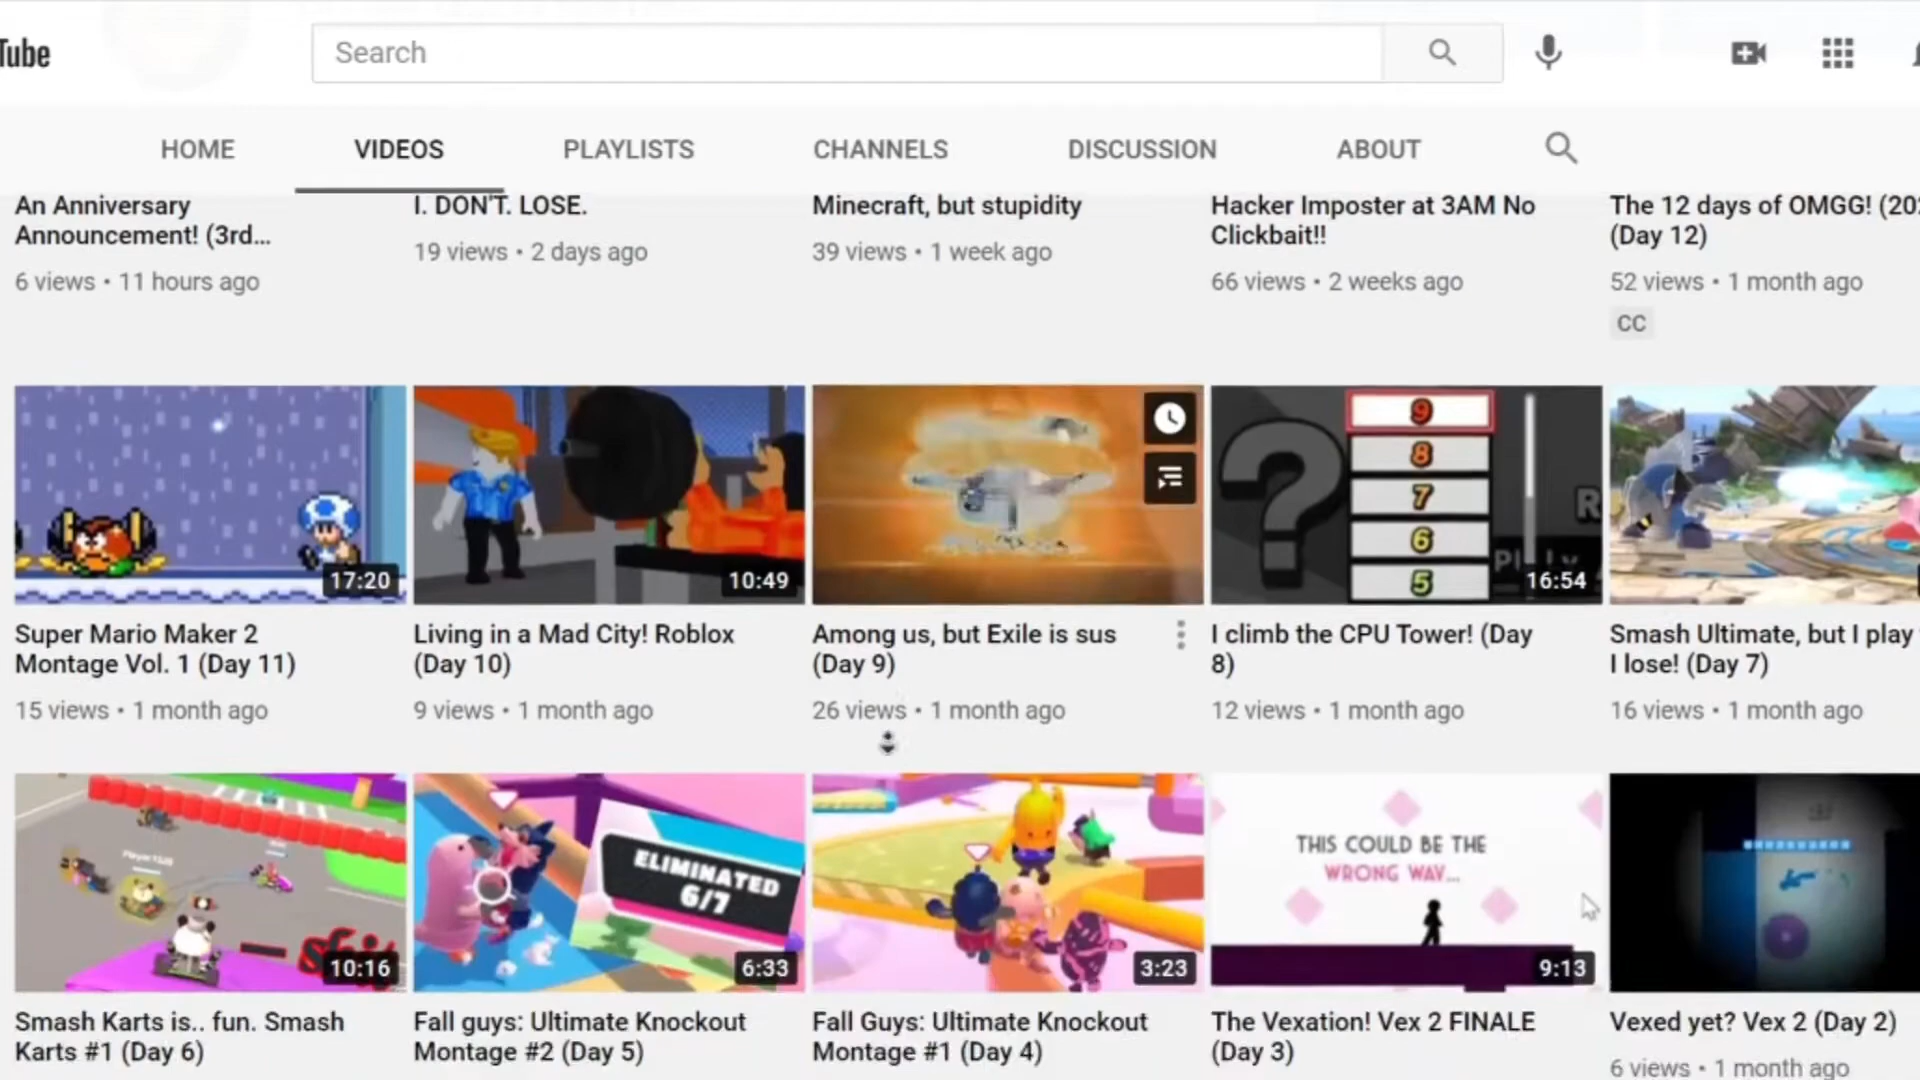 Tube
Search
HOME
VIDEOS
PLAYLISTS
CHANNELS
DISCUSSION
ABOUT
An Anniversary
Announcement! (3rd...
6 views • 11 hours ago
I. DON'T. LOSE.
19 views • 2 days ago
Minecraft, but stupidity
39 views • 1 week ago
Hacker Imposter at 3AM No
Clickbait!!
66 views • 2 weeks ago
The 12 days of OMGG! (20
(Day 12)
52 views • 1 month ago
CC
17:20
Super Mario Maker 2
Montage Vol. 1 (Day 11)
15 views • 1 month ago
10:49
Living in a Mad City! Roblox
(Day 10)
9 views • 1 month ago
Among us, but Exile is sus
(Day 9)
26 views • 1 month ago
9
8
7
6
5
R
16:54
I climb the CPU Tower! (Day
8)
12 views • 1 month ago
Smash Ultimate, but I play
I lose! (Day 7)
16 views • 1 month ago
10:16
Smash Karts is.. fun. Smash
Karts #1 (Day 6)
ELIMINATED
6/7
6:33
Fall guys: Ultimate Knockout
Montage #2 (Day 5)
3:23
Fall Guys: Ultimate Knockout
Montage #1 (Day 4)
THIS COULD BE THE
WRONG WAY...
9:13
The Vexation! Vex 2 FINALE
(Day 3)
Vexed yet? Vex 2 (Day 2)
6 views • 1 month ago